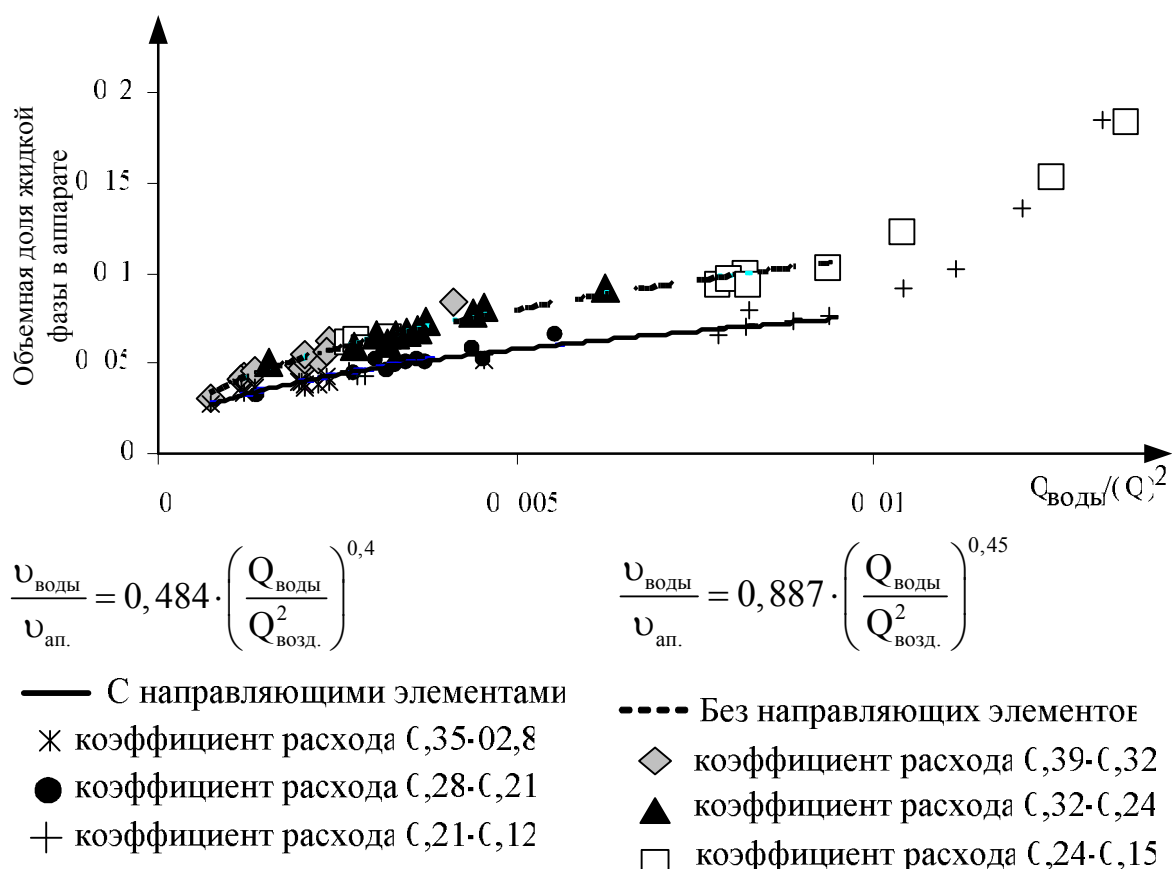 Объемная доля жидкой
фазы в аппарате
0 2
0 15
0 1
0 05
0
0
0 005
0 01
Qводы/(Q)²
υводы/υап. = 0,484·(Qводы/Q²возд.)^0,4
υводы/υап. = 0,887·(Qводы/Q²возд.)^0,45
С направляющими элементами
коэффициент расхода 0,35-02,8
коэффициент расхода 0,28-0,21
коэффициент расхода 0,21-0,12
Без направляющих элементов
коэффициент расхода 0,39-0,32
коэффициент расхода 0,32-0,24
коэффициент расхода 0,24-0,15